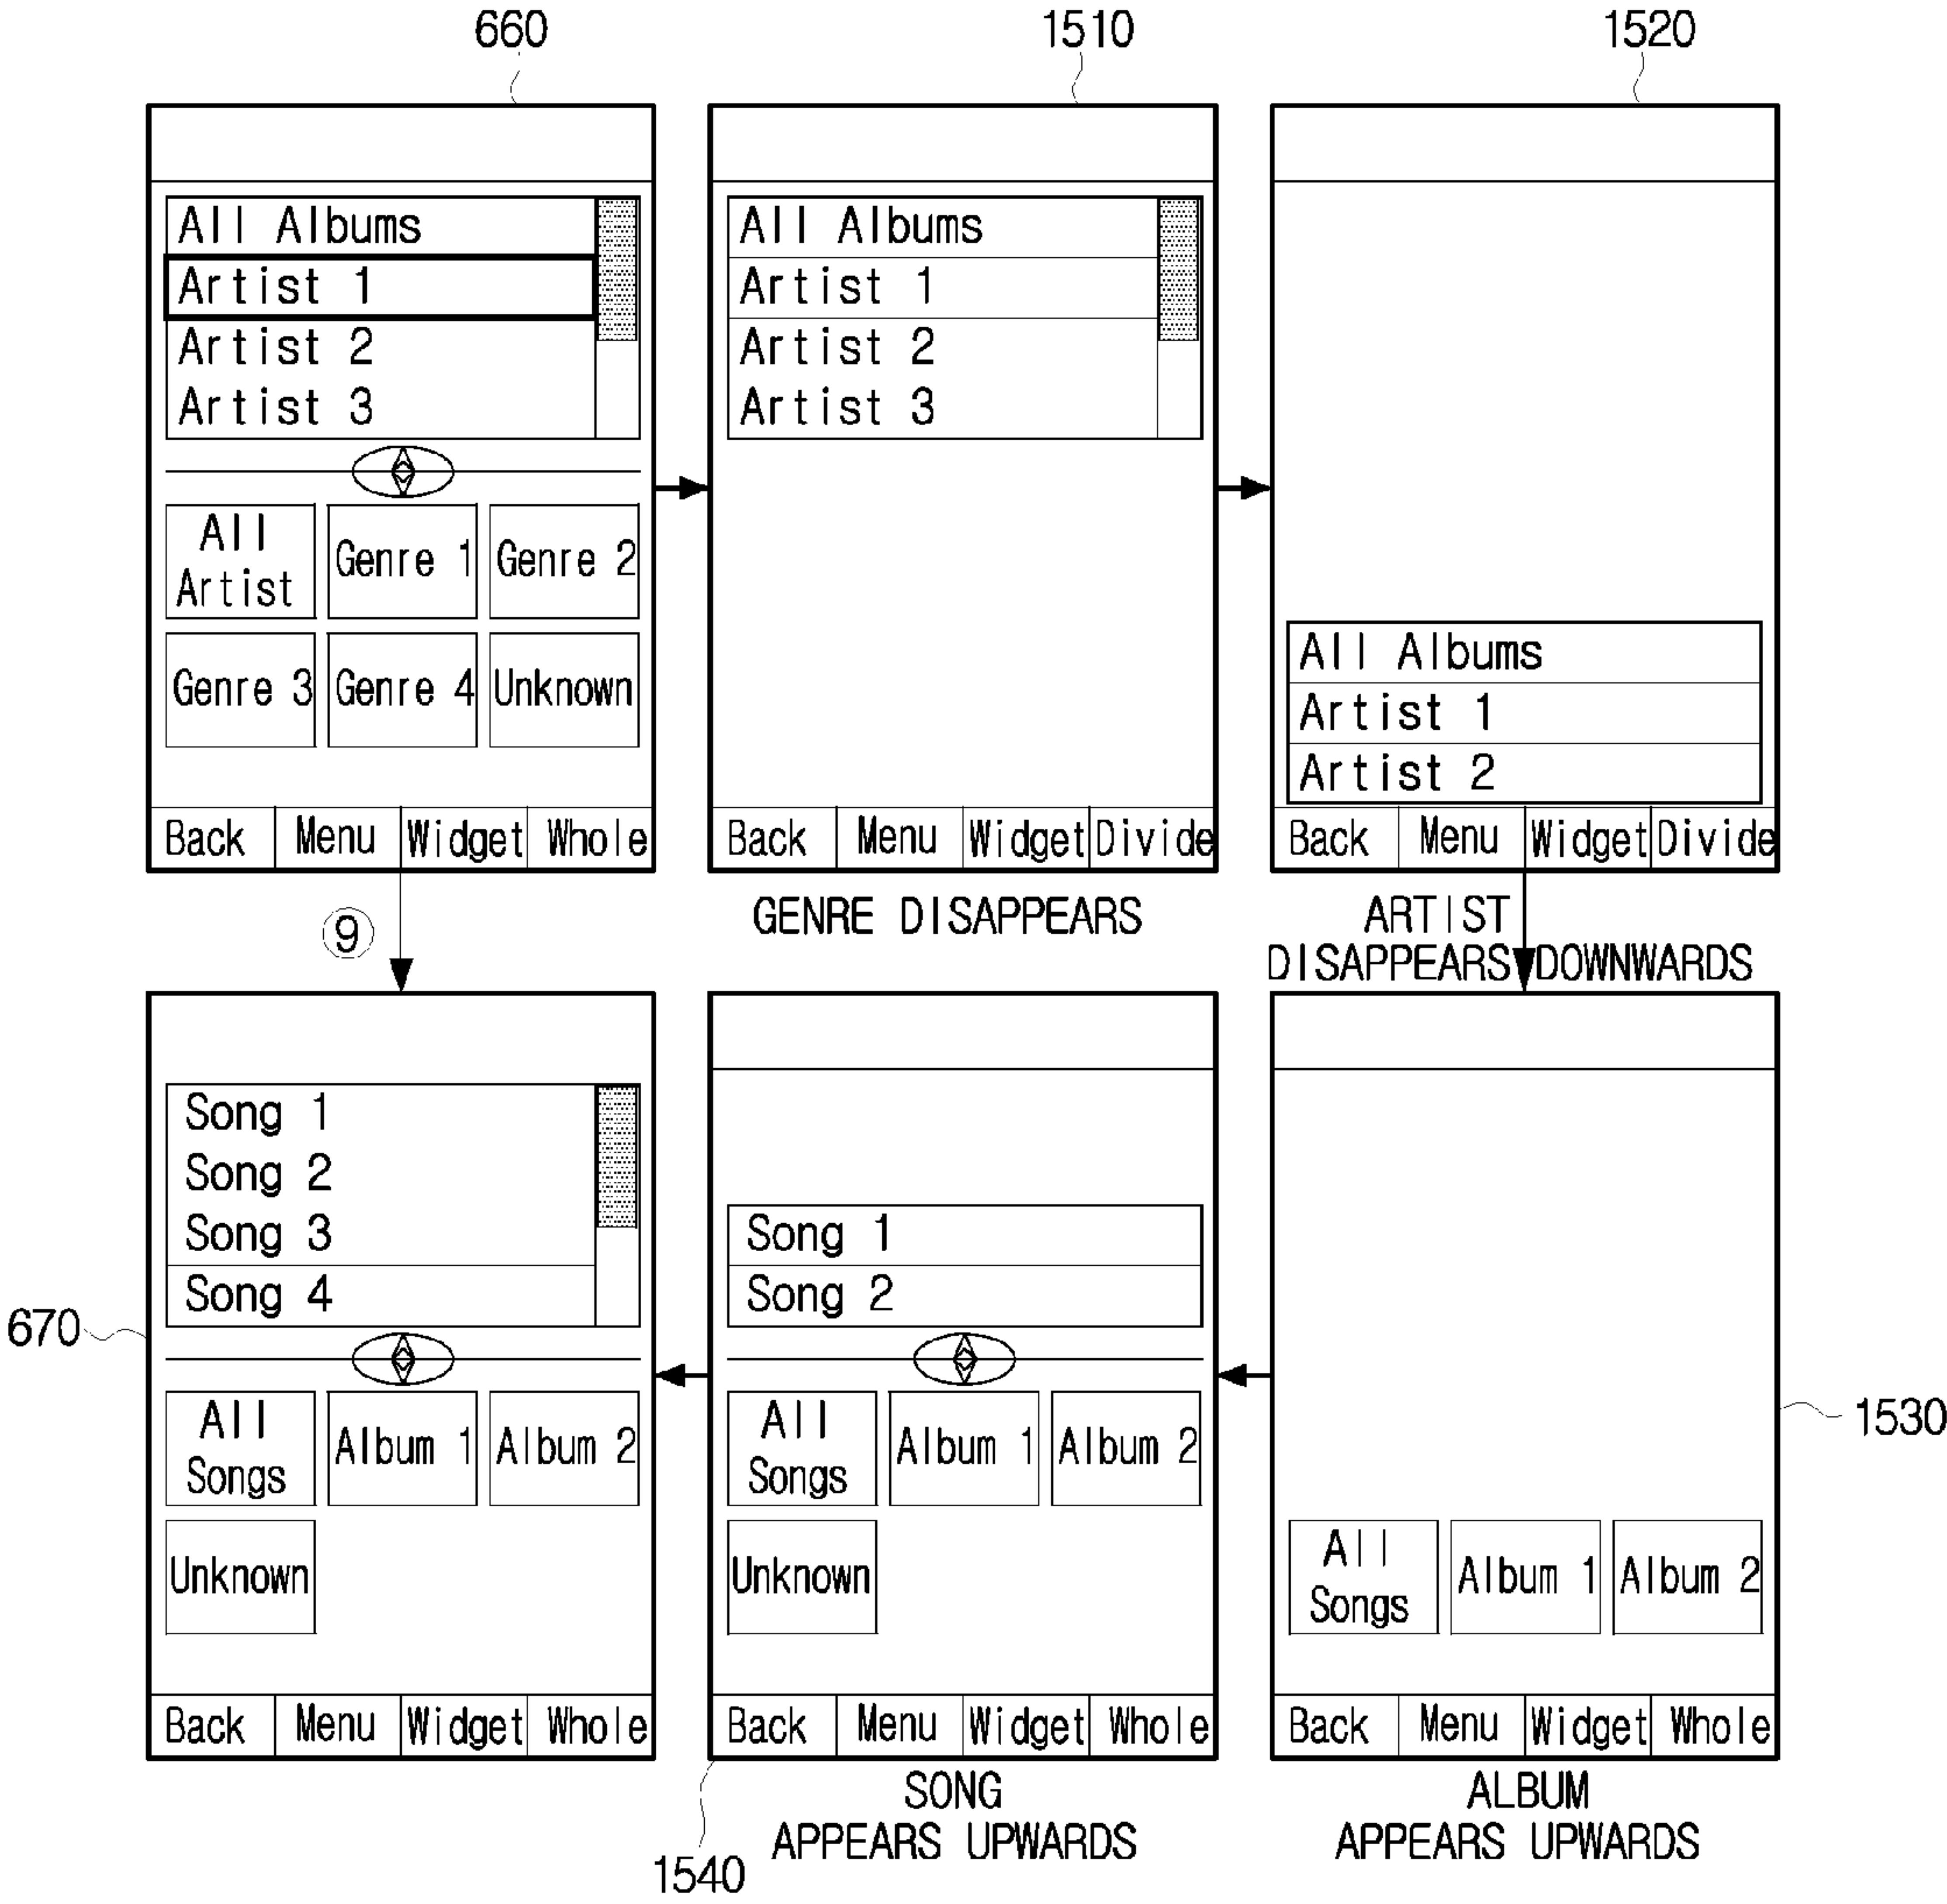 660
1510
1520
All Albums
Artist 1
Artist 2
Artist 3
All
Artist
Genre 1
Genre 2
Genre 3
Genre 4
Unknown
Back Menu Widget Whole
All Albums
Artist 1
Artist 2
Artist 3
Back Menu Widget Divide
GENRE DISAPPEARS
All Albums
Artist 1
Artist 2
Back Menu Widget Divide
ARTIST
DISAPPEARS DOWNWARDS
9
670
Song 1
Song 2
Song 3
Song 4
All
Songs
Album 1
Album 2
Unknown
Back Menu Widget Whole
Song 1
Song 2
All
Songs
Album 1
Album 2
Unknown
Back Menu Widget Whole
SONG
APPEARS UPWARDS
1540
1530
All
Songs
Album 1
Album 2
Back Menu Widget Whole
ALBUM
APPEARS UPWARDS